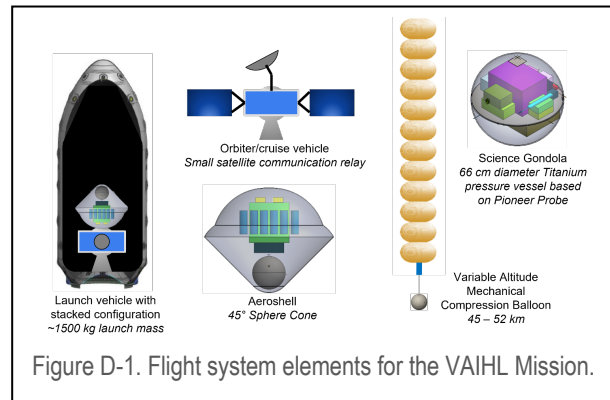 Orbiter/cruise vehicle
Small satellite communication relay
Science Gondola
66 cm diameter Titanium
pressure vessel based
on Pioneer Probe
Launch vehicle with
stacked configuration
~1500 kg launch mass
Aeroshell
45° Sphere Cone
Variable Altitude
Mechanical
Compression Balloon
45 – 52 km
Figure D-1. Flight system elements for the VAIHL Mission.